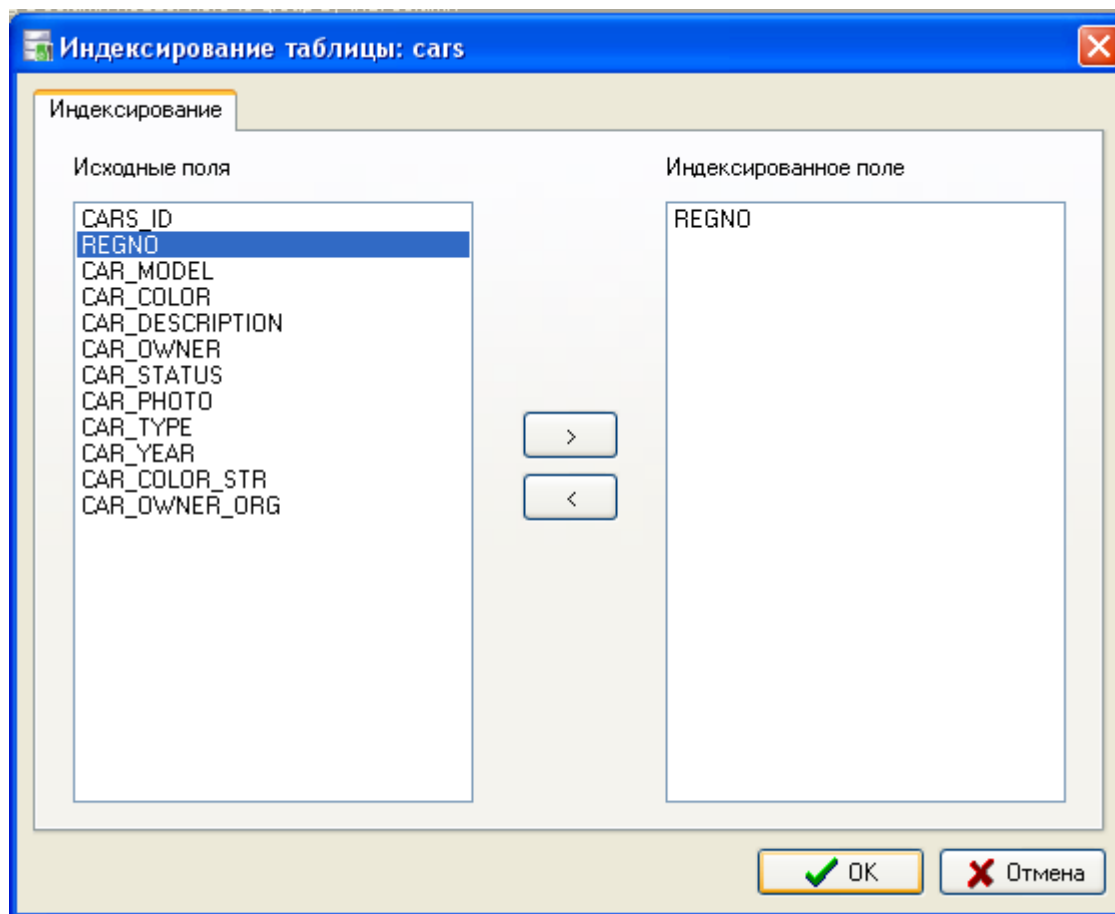 Индексирование таблицы: cars
Индексирование
Исходные поля
Индексированное поле
CARS_ID
REGNO
CAR_MODEL
CAR_COLOR
CAR_DESCRIPTION
CAR_OWNER
CAR_STATUS
CAR_PHOTO
CAR_TYPE
CAR_YEAR
CAR_COLOR_STR
CAR_OWNER_ORG
REGNO
>
<
OK
Отмена